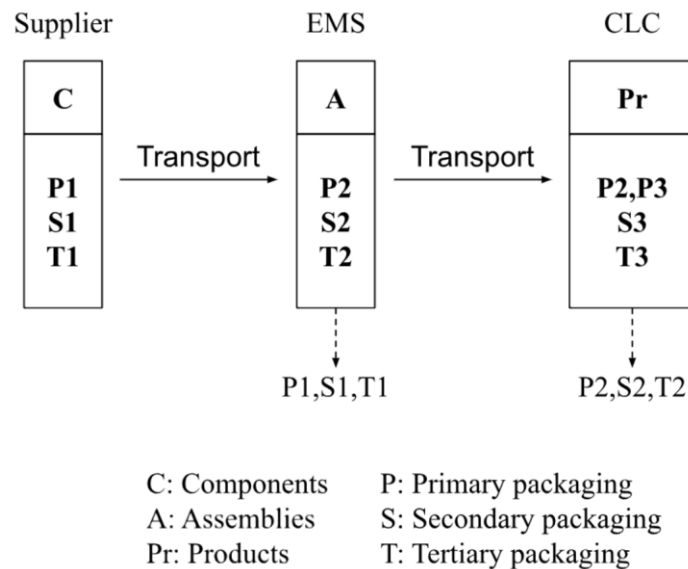 Supplier EMS CLC
C A Pr
Transport Transport
P1 P2 P2,P3
S1 S2 S3
T1 T2 T3
P1,S1,T1 P2,S2,T2
C: Components P: Primary packaging
A: Assemblies S: Secondary packaging
Pr: Products T: Tertiary packaging